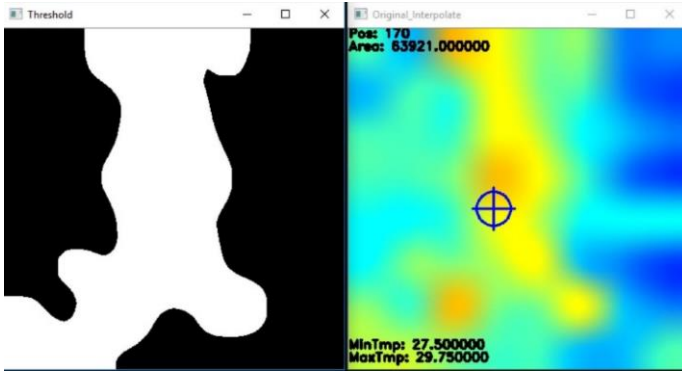 Threshold
Original_Interpolate
Pos: 170
Area: 63921.000000
MinTmp: 27.500000
MaxTmp: 29.750000